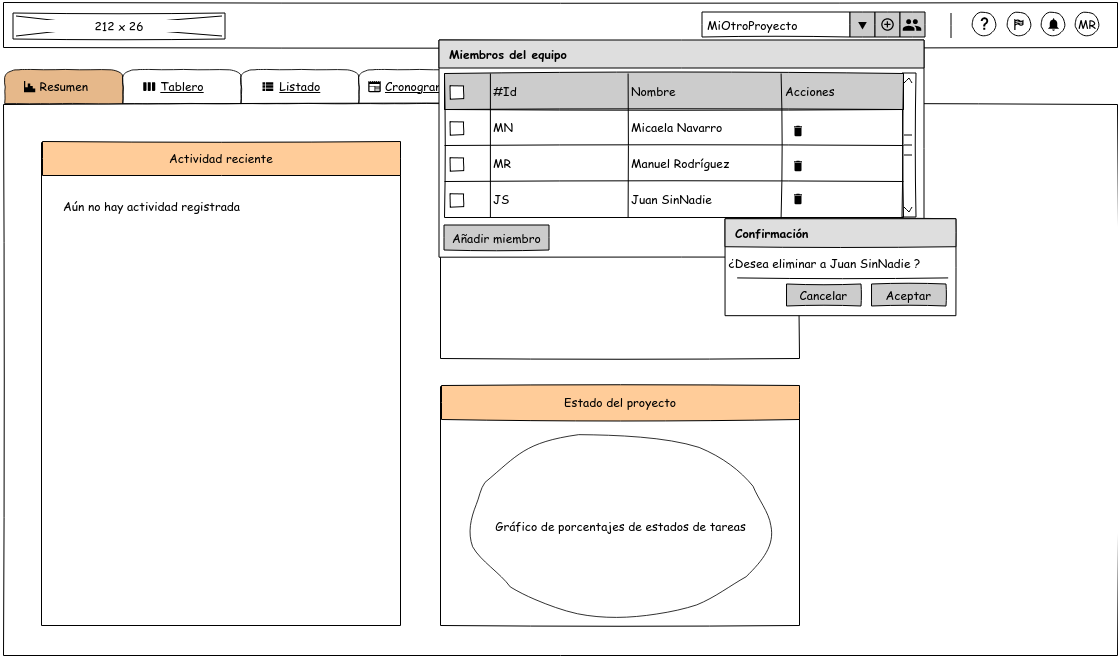 212 x 26
MiOtroProyecto
?
MR
Miembros del equipo
Resumen
Tablero
Listado
Cronogram
#Id Nombre Acciones
MN Micaela Navarro
MR Manuel Rodríguez
JS Juan SinNadie
Añadir miembro
Confirmación
¿Desea eliminar a Juan SinNadie ?
Cancelar Aceptar
Actividad reciente
Aún no hay actividad registrada
Estado del proyecto
Gráfico de porcentajes de estados de tareas